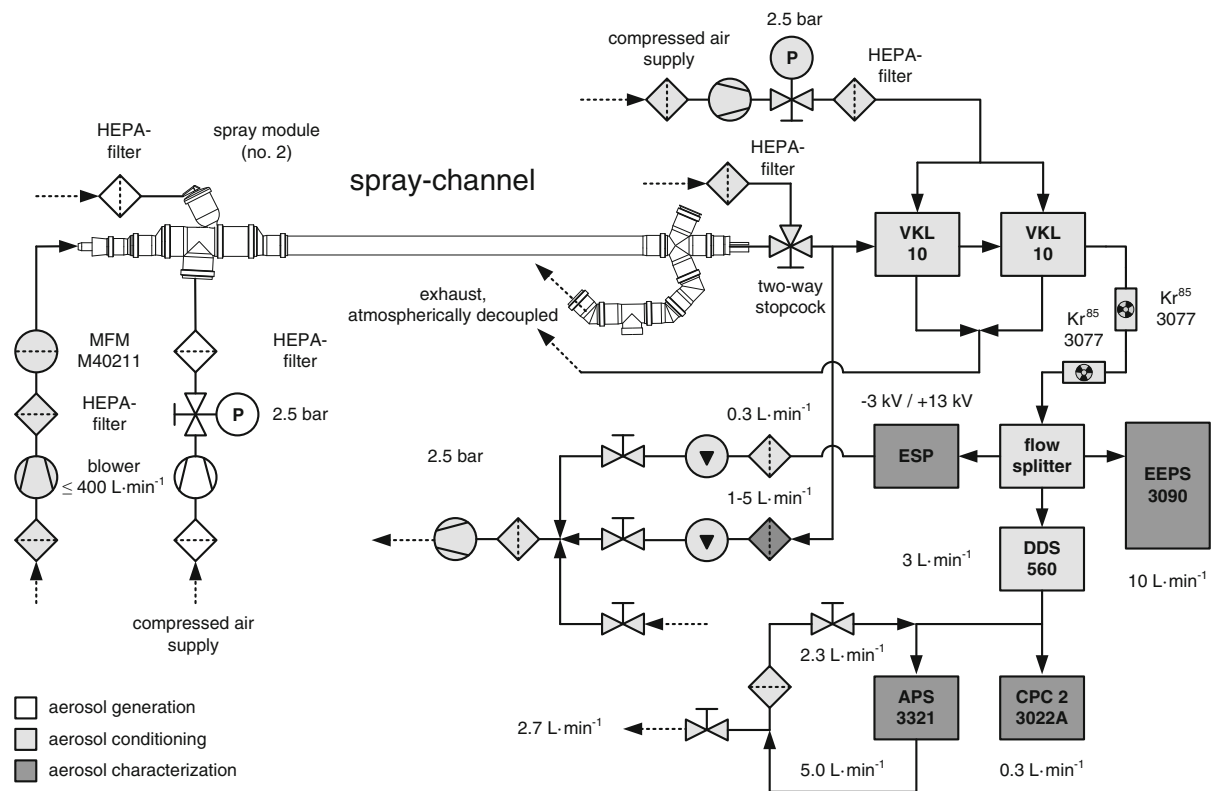 2.5 bar
compressed air
supply
P
HEPA-
filter
HEPA-
filter
spray module
(no. 2)
spray-channel
HEPA-
filter
VKL
10
VKL
10
two-way
stopcock
exhaust,
atmospherically decoupled
Kr85
3077
Kr85
3077
MFM
M40211
HEPA-
filter
HEPA-
filter
P
2.5 bar
blower
≤ 400 L·min-1
compressed air
supply
-3 kV / +13 kV
0.3 L·min-1
2.5 bar
ESP
flow
splitter
EEPS
3090
1-5 L·min-1
3 L·min-1
DDS
560
10 L·min-1
2.3 L·min-1
APS
3321
CPC 2
3022A
2.7 L·min-1
5.0 L·min-1
0.3 L·min-1
aerosol generation
aerosol conditioning
aerosol characterization